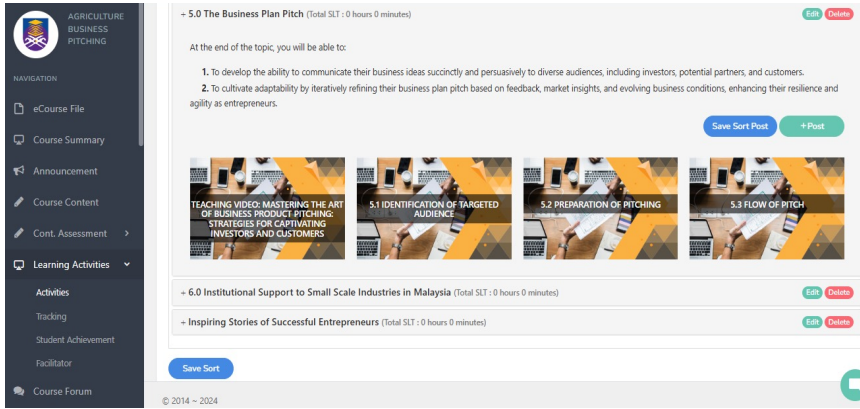 AGRICULTURE
BUSINESS
PITCHING
NAVIGATION
eCourse File
Course Summary
Announcement
Course Content
Cont. Assessment
Learning Activities
Activities
Tracking
Student Achievement
Facilitator
Course Forum
+ 5.0 The Business Plan Pitch (Total SLT : 0 hours 0 minutes)
Edit Delete
At the end of the topic, you will be able to:
1. To develop the ability to communicate their business ideas succinctly and persuasively to diverse audiences, including investors, potential partners, and customers.
2. To cultivate adaptability by iteratively refining their business plan pitch based on feedback, market insights, and evolving business conditions, enhancing their resilience and
agility as entrepreneurs.
Save Sort Post +Post
TEACHING VIDEO: MASTERING THE ART
OF BUSINESS PRODUCT PITCHING:
STRATEGIES FOR CAPTIVATING
INVESTORS AND CUSTOMERS
5.1 IDENTIFICATION OF TARGETED
AUDIENCE
5.2 PREPARATION OF PITCHING
5.3 FLOW OF PITCH
+ 6.0 Institutional Support to Small Scale Industries in Malaysia (Total SLT : 0 hours 0 minutes)
Edit Delete
+ Inspiring Stories of Successful Entrepreneurs (Total SLT : 0 hours 0 minutes)
Edit Delete
Save Sort
© 2014 ~ 2024